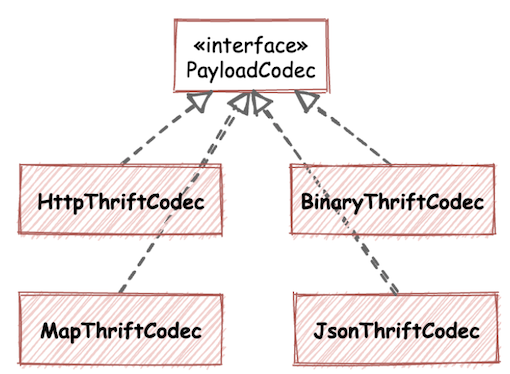 «interface»
PayloadCodec
HttpThriftCodec
BinaryThriftCodec
MapThriftCodec
JsonThriftCodec